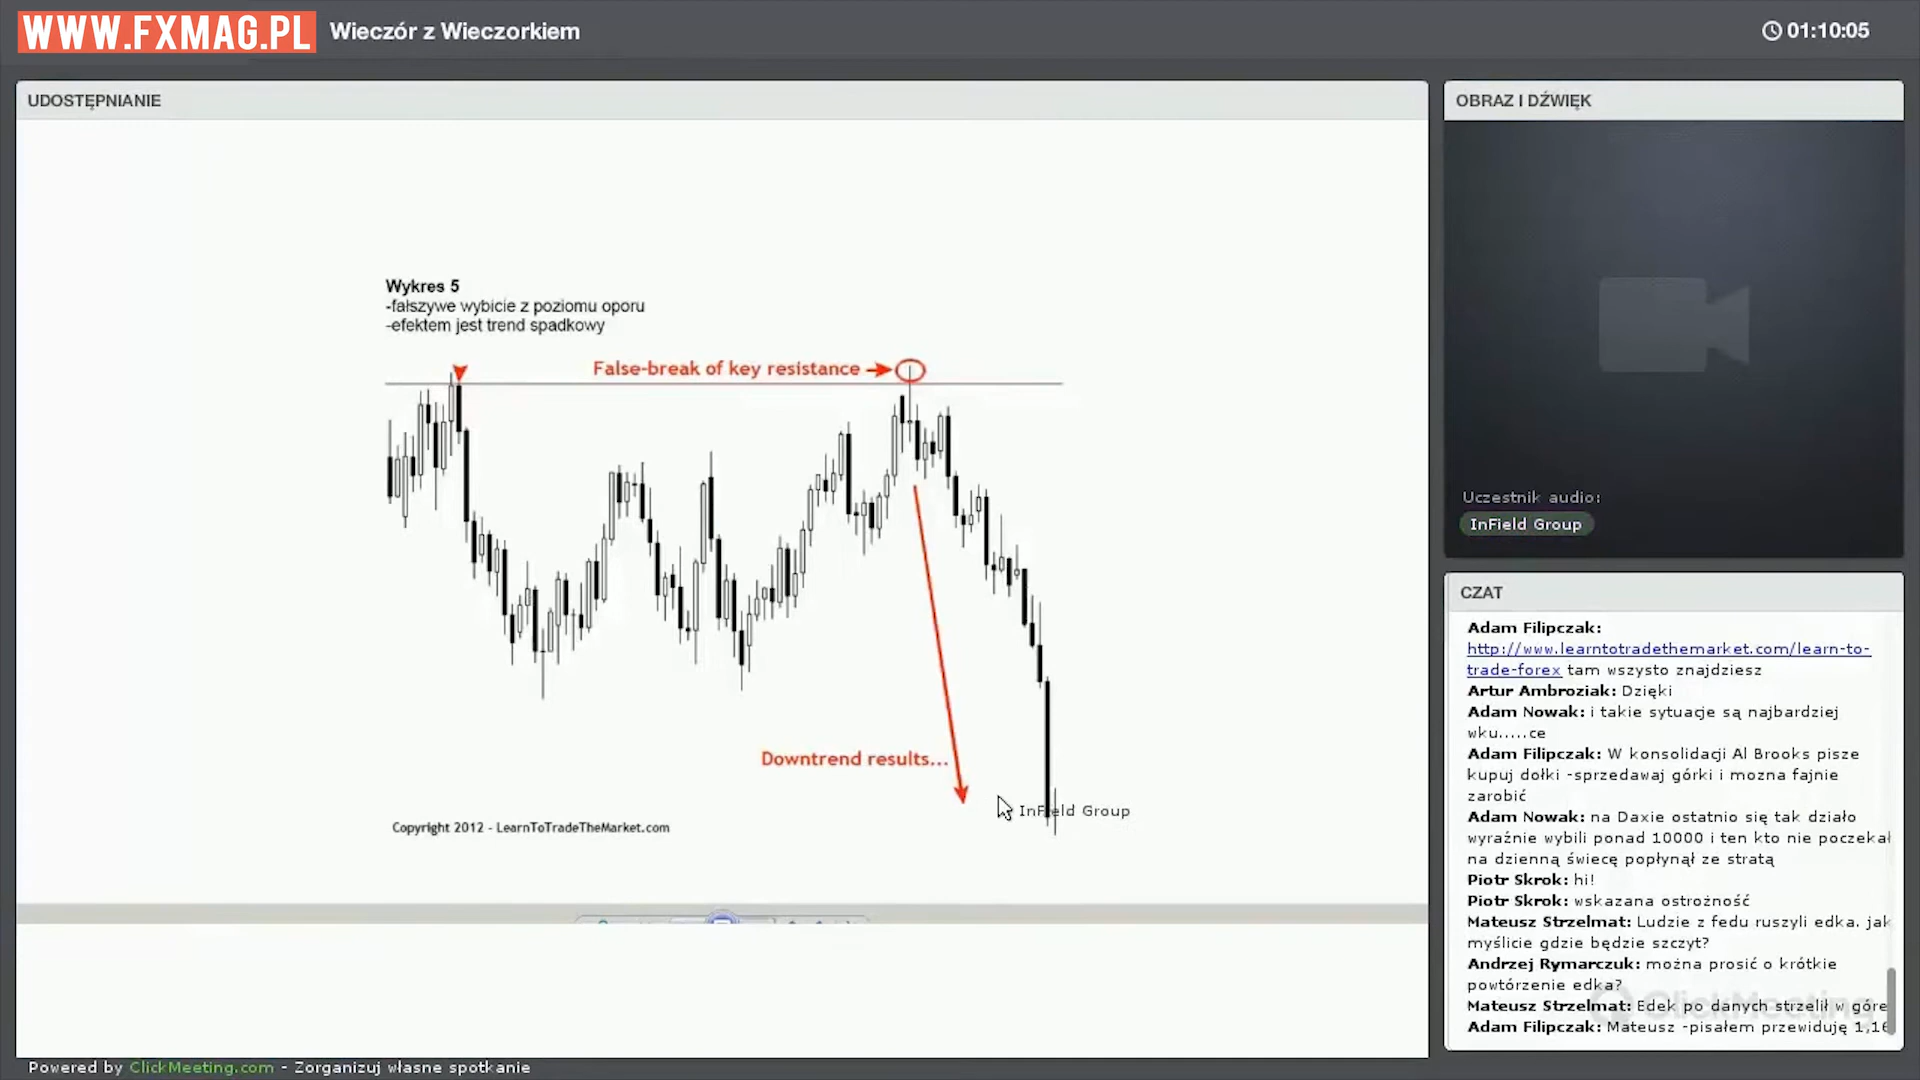 WWW.FXMAG.PL
Wieczór z Wieczorkiem
01:10:05
UDOSTĘPNIANIE
Wykres 5
-fałszywe wybicie z poziomu oporu
-efektem jest trend spadkowy
False-break of key resistance
Downtrend results...
InField Group
Copyright 2012 - LearnToTradeTheMarket.com
OBRAZ I DŹWIĘK
Uczestnik audio:
InField Group
CZAT
Adam Filipczak:
http://www.learntotradethemarket.com/learn-to-
trade-forex tam wszysto znajdziesz
Artur Ambroziak: Dzięki
Adam Nowak: i takie sytuacje są najbardziej
wku.....ce
Adam Filipczak: W konsolidacji Al Brooks pisze
kupuj dołki -sprzedawaj górki i mozna fajnie
zarobić
Adam Nowak: na Daxie ostatnio się tak działo
wyraźnie wybili ponad 10000 i ten kto nie poczekał
na dzienną świecę popłynął ze stratą
Piotr Skrok: hi!
Piotr Skrok: wskazana ostrożność
Mateusz Strzelmat: Ludzie z fedu ruszyli edka. jak
myślicie gdzie będzie szczyt?
Andrzej Rymarczuk: można prosić o krótkie
powtórzenie edka?
Mateusz Strzelmat: Edek po danych strzelił w górę
Adam Filipczak: Mateusz -pisałem przewiduję 1,16
ClickMeeting
Powered by ClickMeeting.com - Zorganizuj własne spotkanie